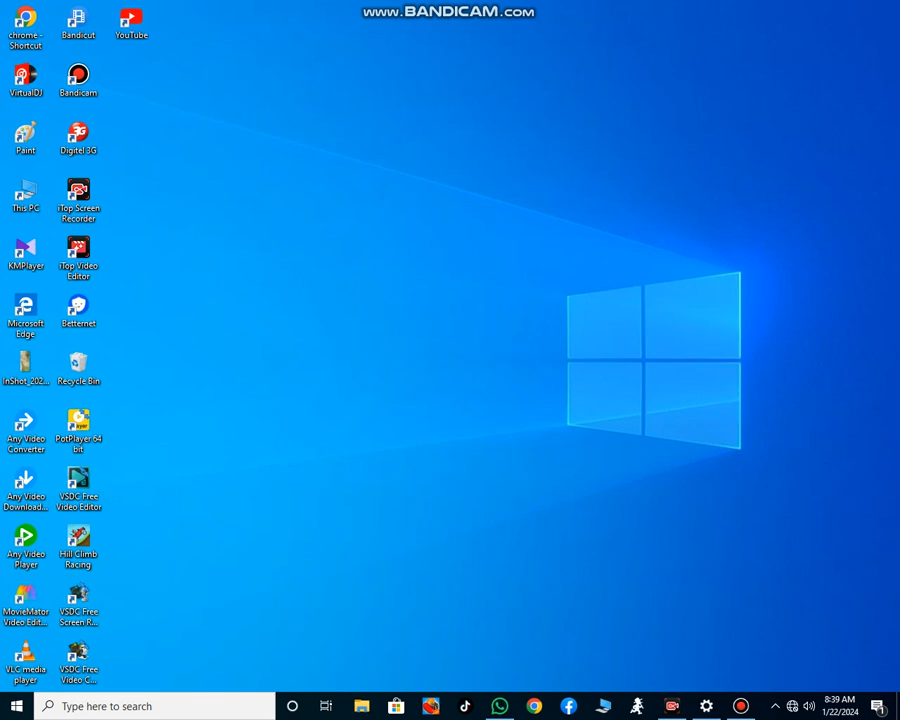 www.BANDICAM.com
chrome -
Shortcut
Bandicut
YouTube
VirtualDJ
Bandicam
Paint
Digitel 3G
This PC
iTop Screen
Recorder
KMPlayer
iTop Video
Editor
Microsoft
Edge
Betternet
InShot_202...
Recycle Bin
Any Video
Converter
PotPlayer 64
bit
Any Video
Download...
VSDC Free
Video Editor
Any Video
Player
Hill Climb
Racing
MovieMator
Video Edit...
VSDC Free
Screen R...
VLC media
player
VSDC Free
Video C...
Type here to search
8:39 AM
1/22/2024
1